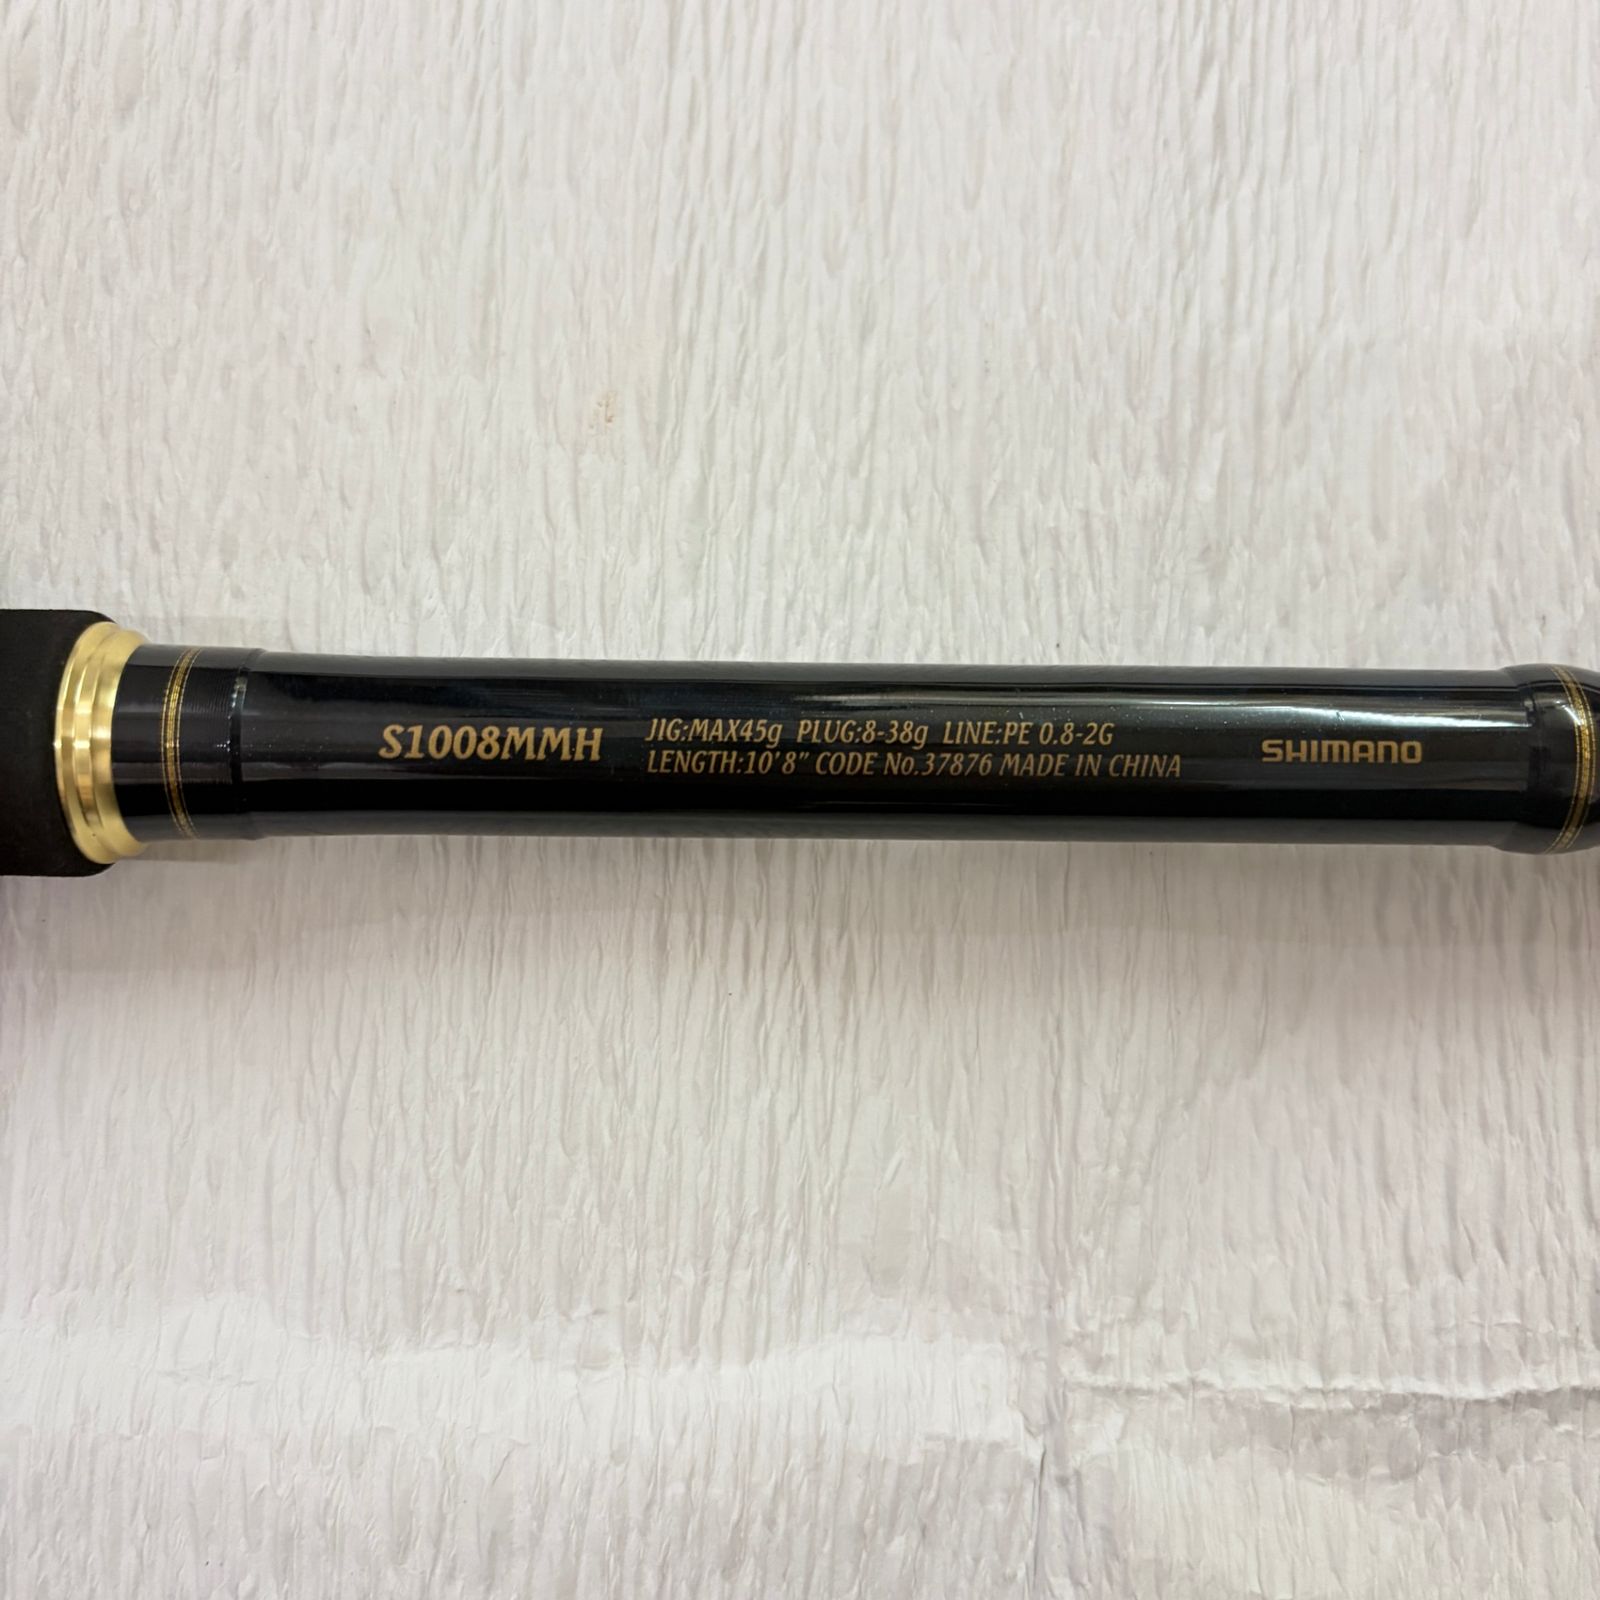 S1008MMH
JIG:MAX45g PLUG:8-38g LINE:PE 0.8-2G
LENGTH:10'8" CODE No.37876 MADE IN CHINA
SHIMANO